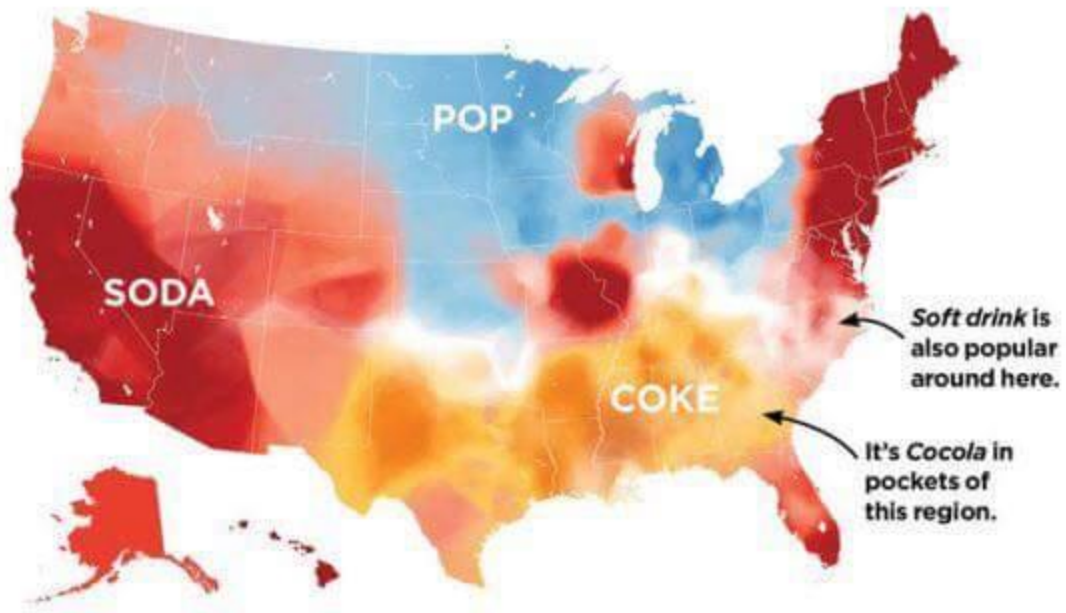 POP
SODA
COKE
Soft drink is
also popular
around here.
It's Cocola in
pockets of
this region.